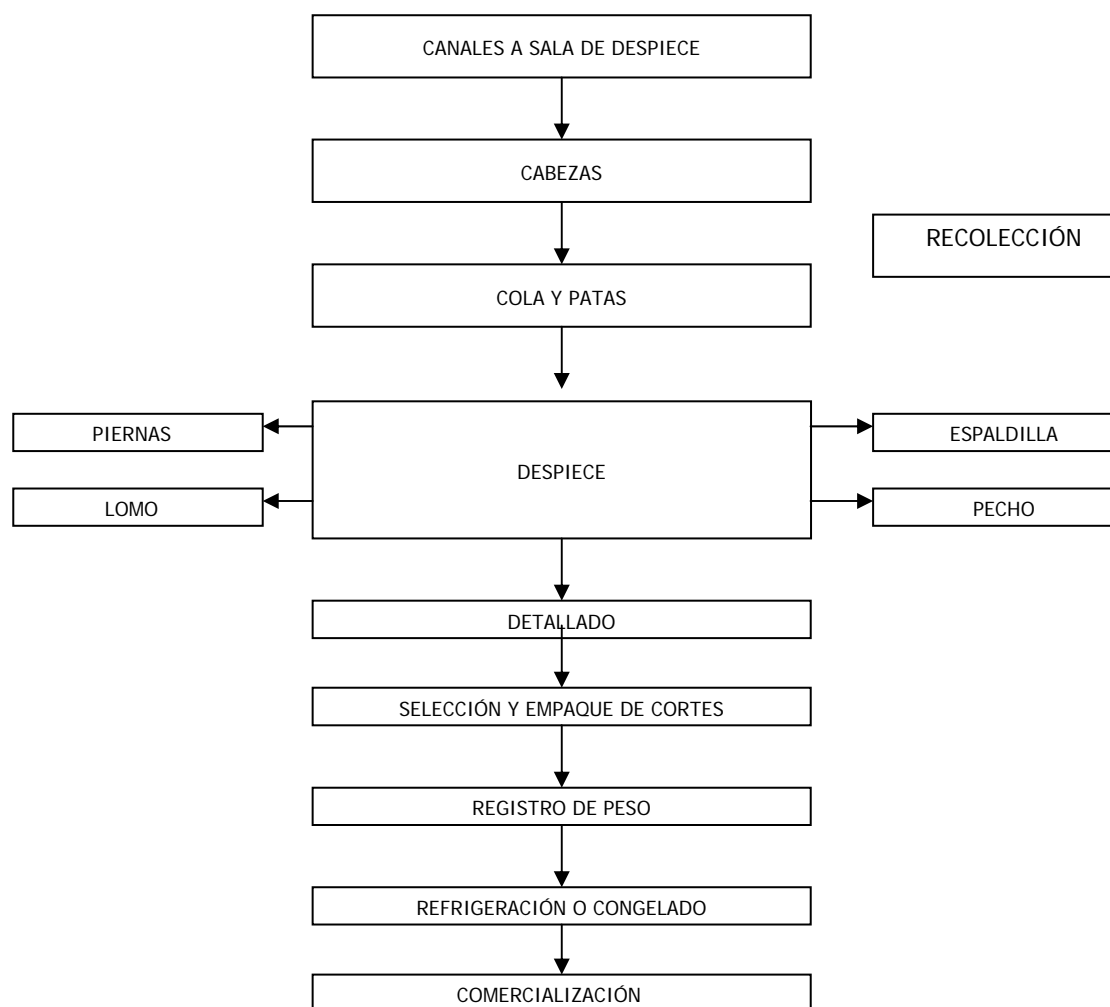 CANALES A SALA DE DESPIECE
CABEZAS
RECOLECCIÓN
COLA Y PATAS
PIERNAS
ESPALDILLA
DESPIECE
LOMO
PECHO
DETALLADO
SELECCIÓN Y EMPAQUE DE CORTES
REGISTRO DE PESO
REFRIGERACIÓN O CONGELADO
COMERCIALIZACIÓN